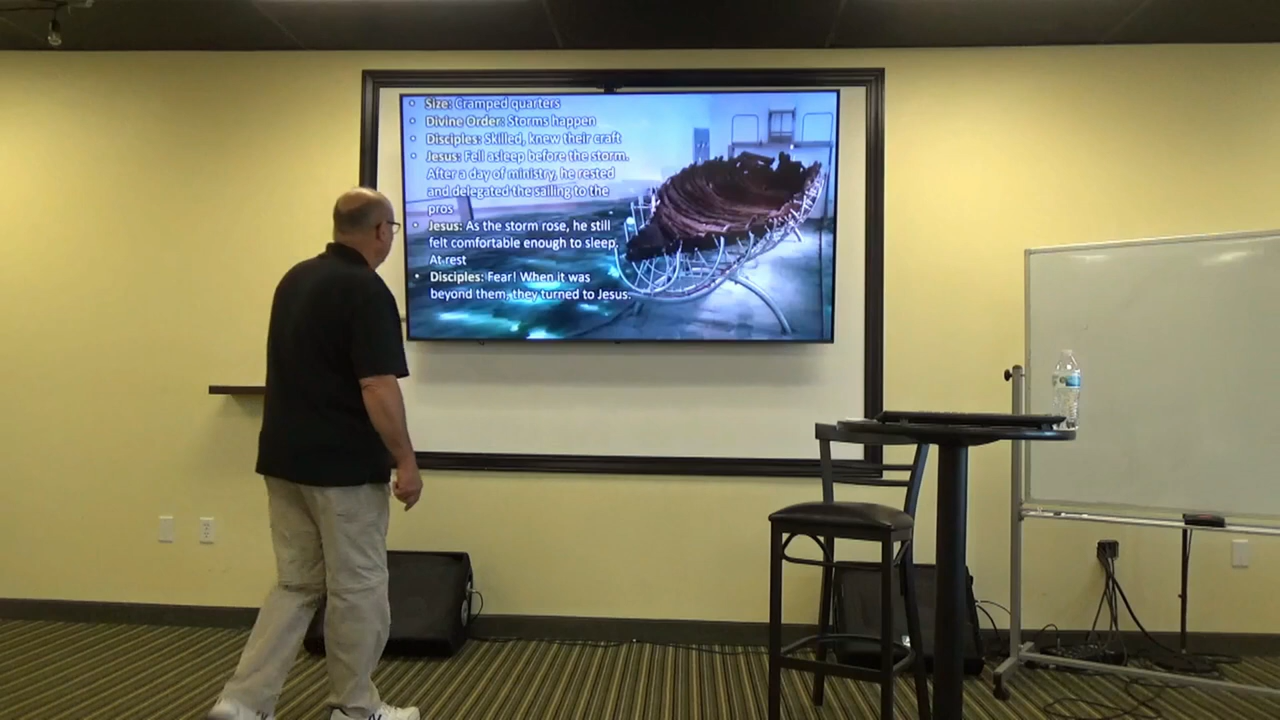 • Size: Cramped quarters
• Divine Order: Storms happen
• Disciples: Skilled, knew their craft
• Jesus: Fell asleep before the storm.
After a day of ministry, he rested
and delegated the sailing to the
pros
• Jesus: As the storm rose, he still
felt comfortable enough to sleep.
At rest
• Disciples: Fear! When it was
beyond them, they turned to Jesus.